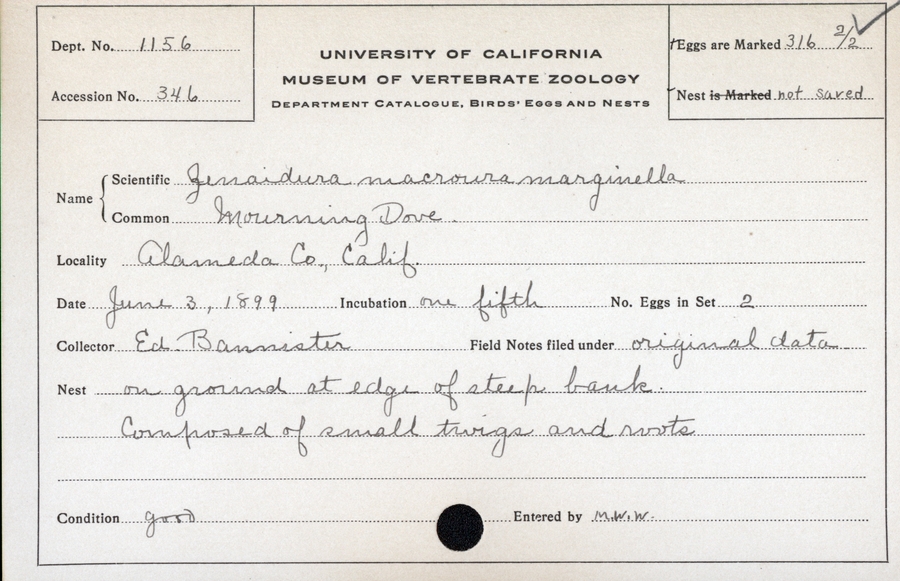 Dept. No. 1156
Accession No. 346
UNIVERSITY OF CALIFORNIA
MUSEUM OF VERTEBRATE ZOOLOGY
DEPARTMENT CATALOGUE, BIRDS' EGGS AND NESTS
Eggs are Marked 316 2/2
Nest is Marked not saved
Name
Scientific Zenaidura macroura marginella
Common Mourning Dove.
Locality Alameda Co., Calif.
Date June 3, 1899 Incubation one fifth No. Eggs in Set 2
Collector Ed. Bannister Field Notes filed under original data
Nest on ground at edge of steep bank.
Composed of small twigs and roots
Condition good Entered by M.W.W.